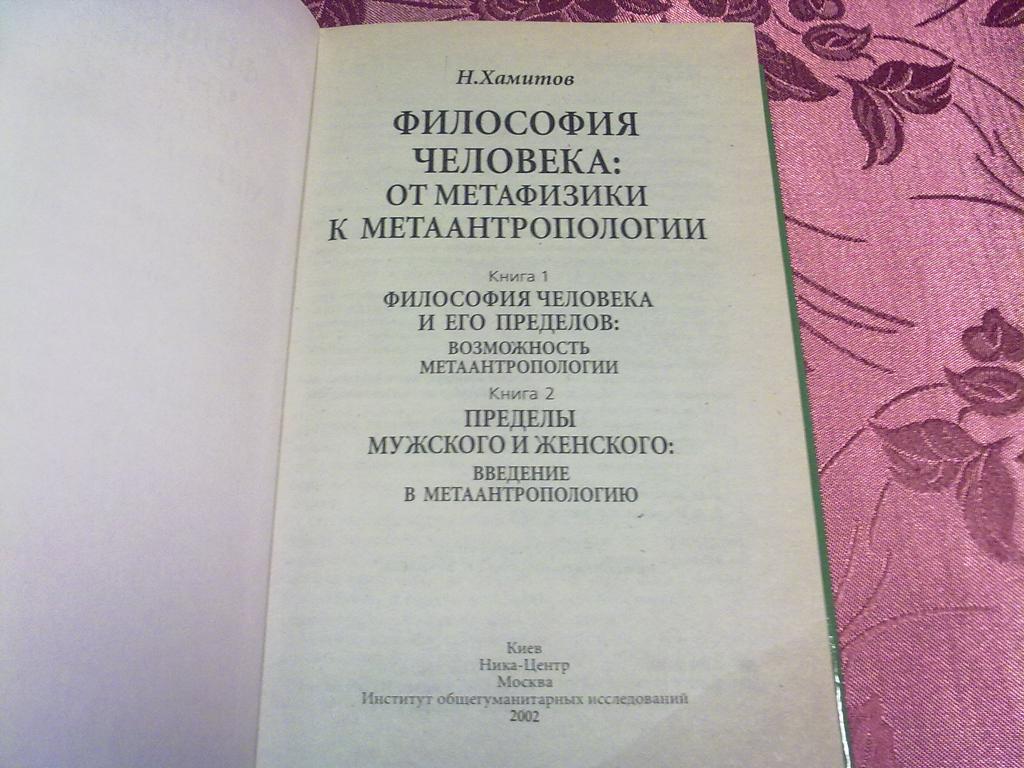 Н.Хамитов
ФИЛОСОФИЯ
ЧЕЛОВЕКА:
ОТ МЕТАФИЗИКИ
К МЕТААНТРОПОЛОГИИ
Книга 1
ФИЛОСОФИЯ ЧЕЛОВЕКА
И ЕГО ПРЕДЕЛОВ:
ВОЗМОЖНОСТЬ
МЕТААНТРОПОЛОГИИ
Книга 2
ПРЕДЕЛЫ
МУЖСКОГО И ЖЕНСКОГО:
ВВЕДЕНИЕ
В МЕТААНТРОПОЛОГИЮ
Киев
Ника-Центр
Москва
Институт общегуманитарных исследований
2002